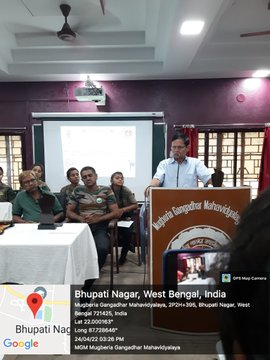 Mugberia Gangadhar Mahavidyalaya
GPS Map Camera
Bhupati Nagar, West Bengal, India
Mugberia Gangadhar Mahavidyalaya, 2P2H+395, Bhupati Nagar, West
Bengal 721425, India
Lat 22.000163°
Long 87.728646°
24/04/22 03:26 PM
MGM Mugberia Gangadhar Mahavidyalaya
Bhupati Nag
Google